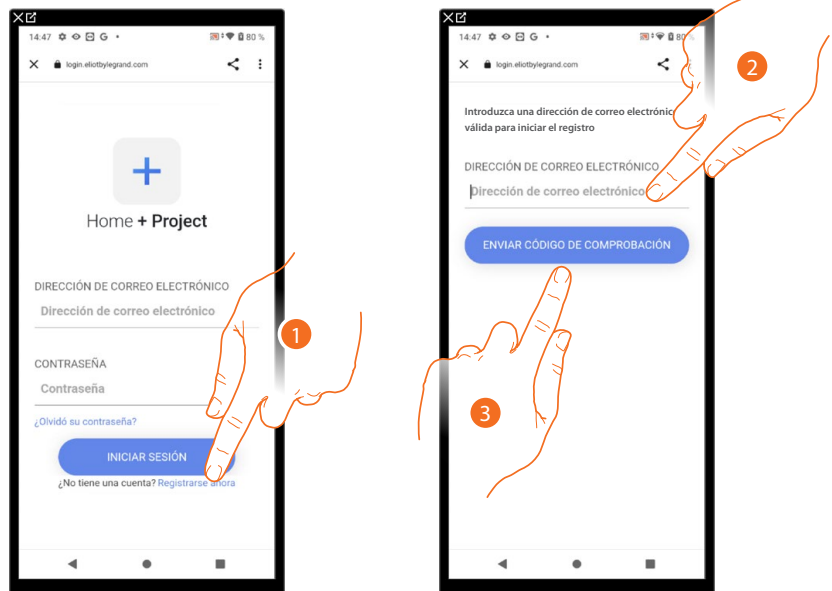 14:47 G
80 %
login.eliotbylegrand.com
Home + Project
DIRECCIÓN DE CORREO ELECTRÓNICO
Dirección de correo electrónico
CONTRASEÑA
Contraseña
¿Olvidó su contraseña?
INICIAR SESIÓN
¿No tiene una cuenta? Registrarse ahora
1
14:47 G
80
login.eliotbylegrand.com
2
Introduzca una dirección de correo electrónic
válida para iniciar el registro
DIRECCIÓN DE CORREO ELECTRÓNICO
Dirección de correo electrónico
ENVIAR CÓDIGO DE COMPROBACIÓN
3